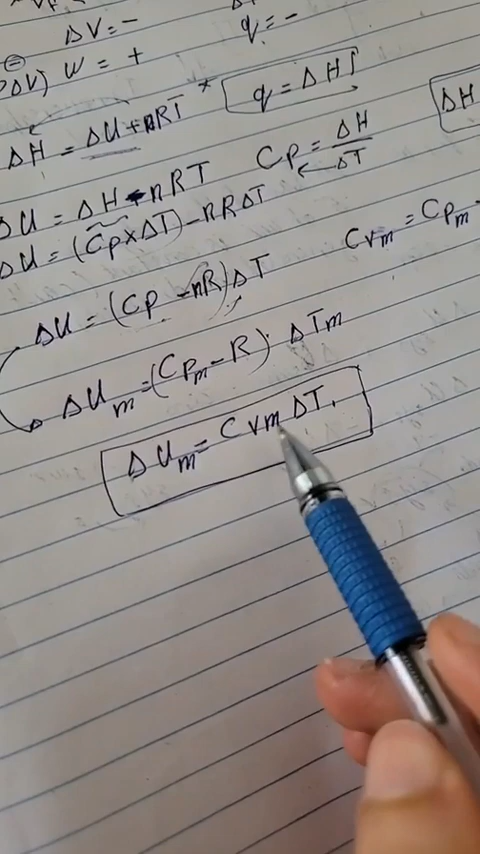 ΔV = -
q = -
PΔV) W = +
ΔH = ΔU + nRT * q = ΔH
ΔH
ΔU = ΔH - nRT Cp = ΔH/ΔT
ΔU = (Cp × ΔT) - nRΔT
Cvm = Cpm -
ΔU = (Cp - nR) ΔT
ΔUm = (Cpm - R) · ΔTm
ΔUm = Cvm ΔT.